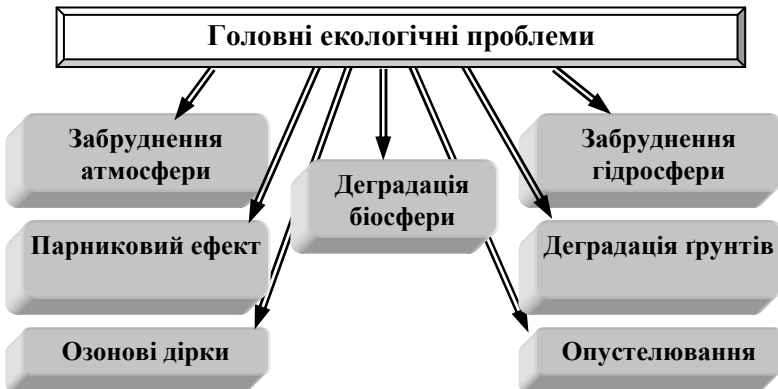 Головні екологічні проблеми
Забруднення
атмосфери
Деградація
біосфери
Забруднення
гідросфери
Парниковий ефект
Деградація ґрунтів
Озонові дірки
Опустелювання